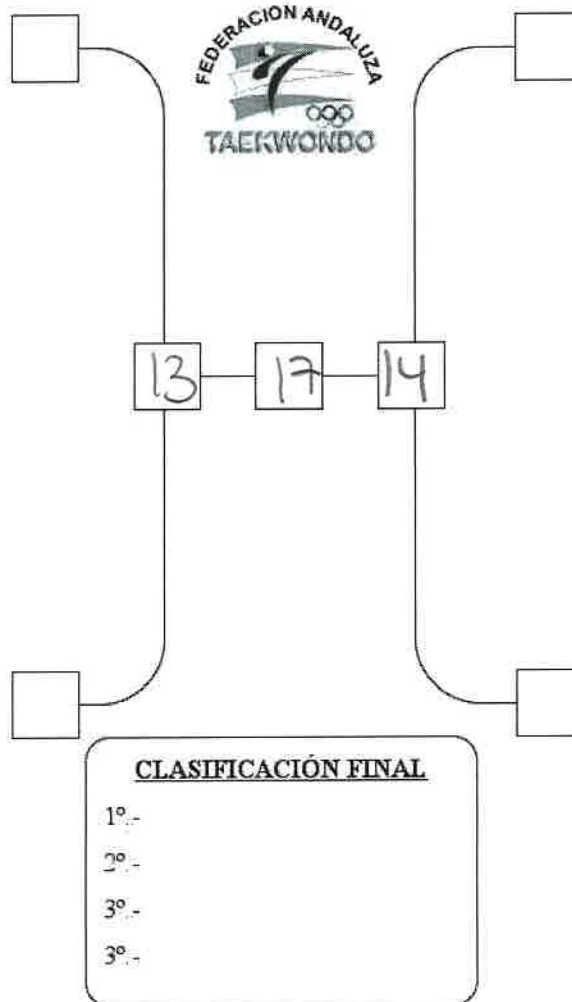 FEDERACION ANDALUZA
TAEKWONDO
13 17 14
CLASIFICACIÓN FINAL
1º.-
2º.-
3º.-
3º.-